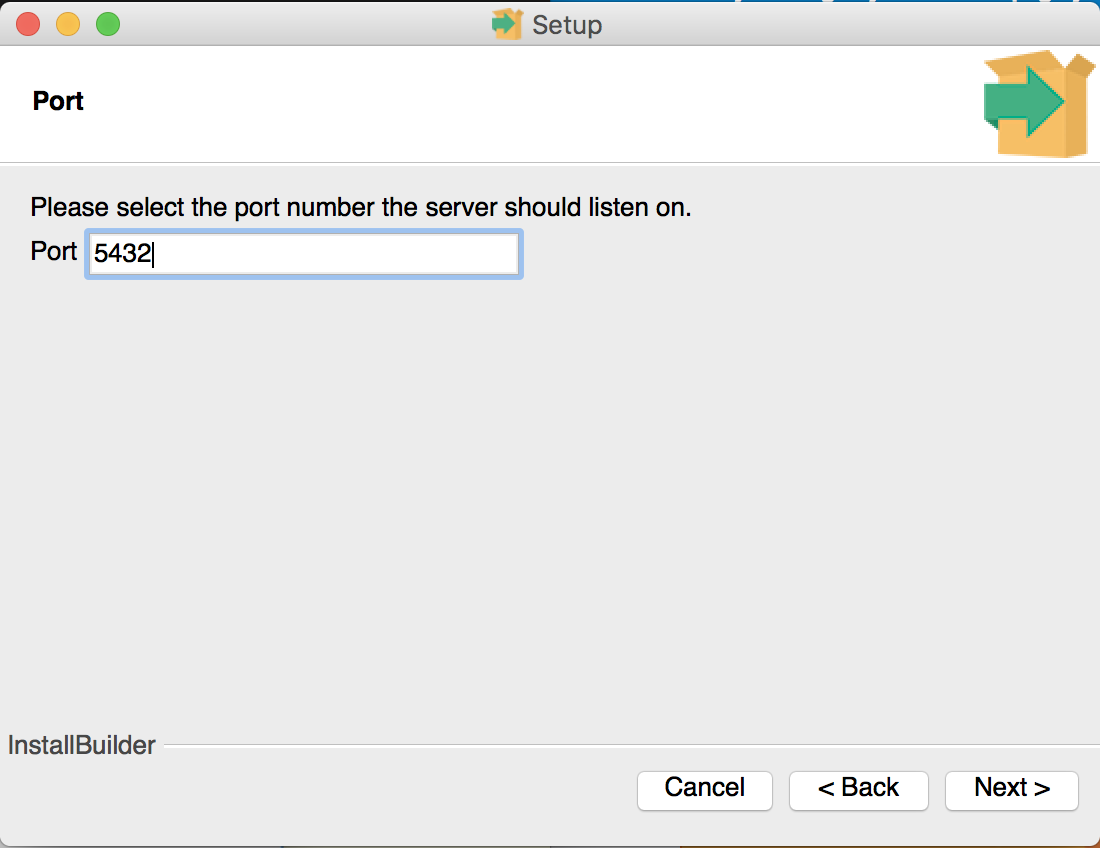 Setup
Port
Please select the port number the server should listen on.
Port 5432
InstallBuilder
Cancel < Back Next >